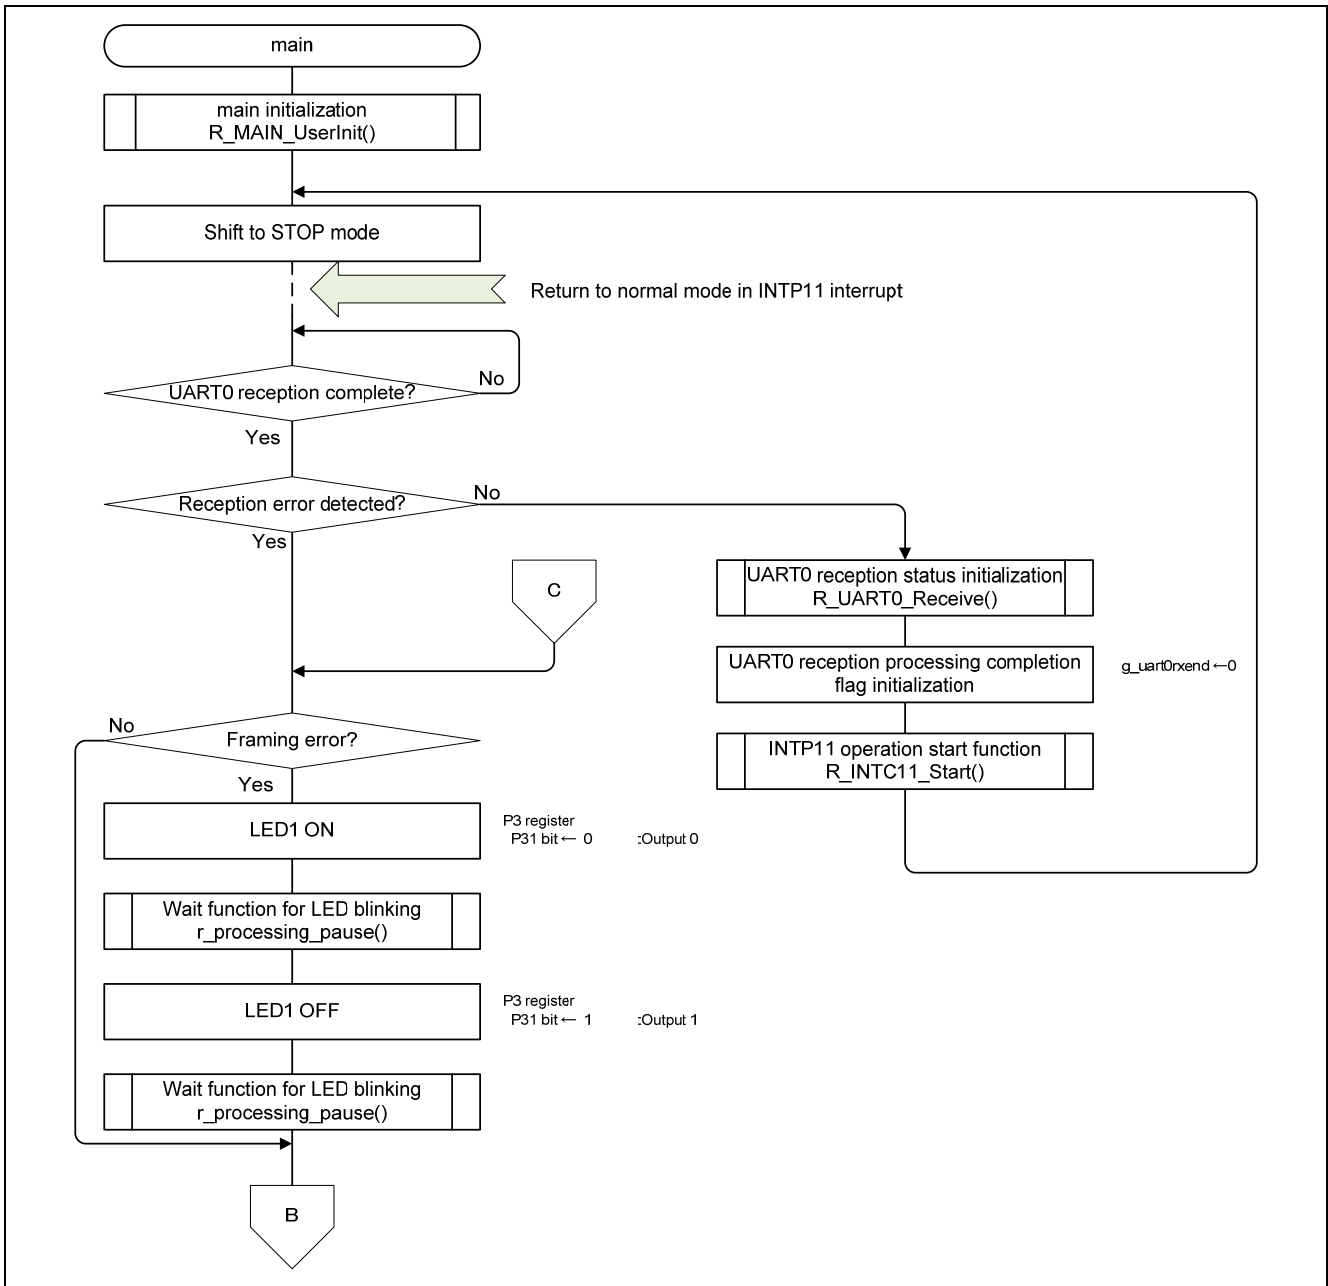 main
main initialization
R_MAIN_UserInit()
Shift to STOP mode
Return to normal mode in INTP11 interrupt
UART0 reception complete?
No
Yes
Reception error detected?
No
Yes
C
UART0 reception status initialization
R_UART0_Receive()
UART0 reception processing completion
flag initialization
g_uart0rxend ←0
INTP11 operation start function
R_INTC11_Start()
Framing error?
No
Yes
LED1 ON
P3 register
P31 bit ← 0 :Output 0
Wait function for LED blinking
r_processing_pause()
LED1 OFF
P3 register
P31 bit ← 1 :Output 1
Wait function for LED blinking
r_processing_pause()
B